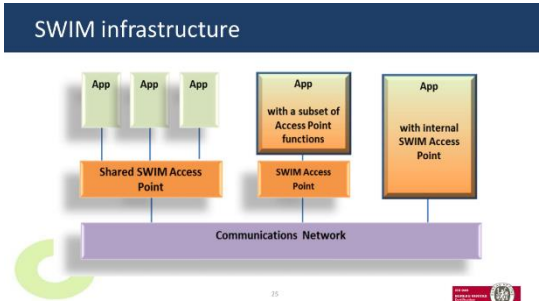 SWIM infrastructure
App
App
App
App
with a subset of
Access Point
functions
App
with internal
SWIM Access
Point
Shared SWIM Access
Point
SWIM Access
Point
Communications Network
25